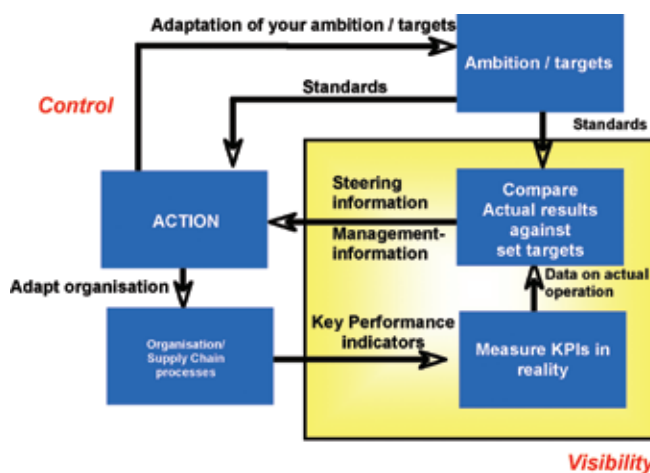 Adaptation of your ambition / targets
Ambition / targets
Control
Standards
Standards
ACTION
Steering
information
Management-
information
Compare
Actual results
against
set targets
Adapt organisation
Data on actual
operation
Organisation/
Supply Chain
processes
Key Performance
indicators
Measure KPIs in
reality
Visibility